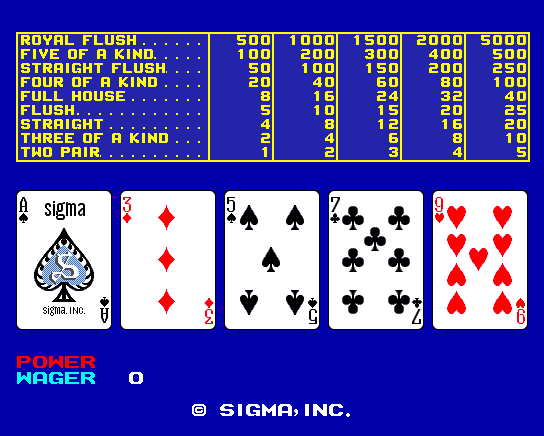 ROYAL FLUSH...... 500 1000 1500 2000 5000
FIVE OF A KIND.... 100 200 300 400 500
STRAIGHT FLUSH... 50 100 150 200 250
FOUR OF A KIND .... 20 40 60 80 100
FULL HOUSE....... 8 16 24 32 40
FLUSH........... 5 10 15 20 25
STRAIGHT ........ 4 8 12 16 20
THREE OF A KIND ... 2 4 6 8 10
TWO PAIR......... 1 2 3 4 5
A sigma 3 5 7 9
S
sigma, INC.
A 3 5 7 9
POWER
WAGER 0
© SIGMA,INC.